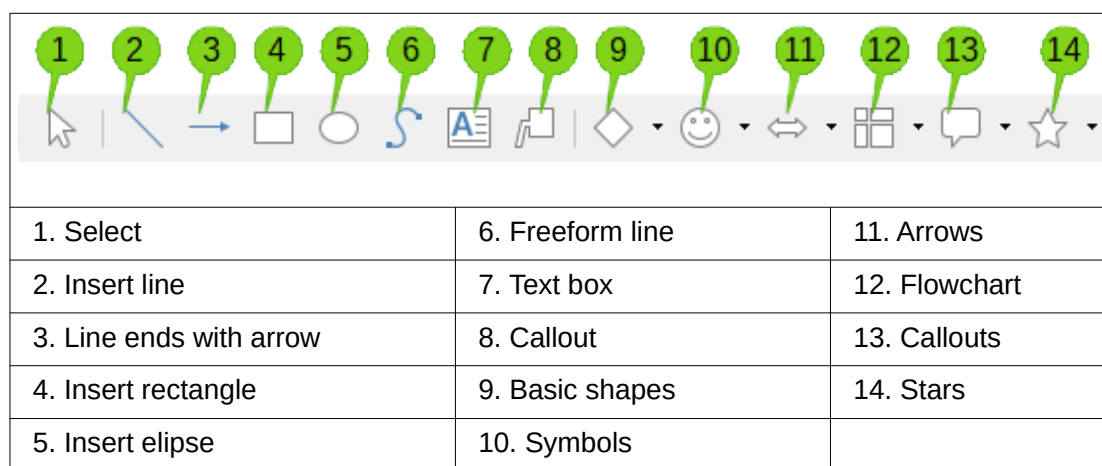 1 2 3 4 5 6 7 8 9 10 11 12 13 14
A
1. Select 6. Freeform line 11. Arrows
2. Insert line 7. Text box 12. Flowchart
3. Line ends with arrow 8. Callout 13. Callouts
4. Insert rectangle 9. Basic shapes 14. Stars
5. Insert elipse 10. Symbols